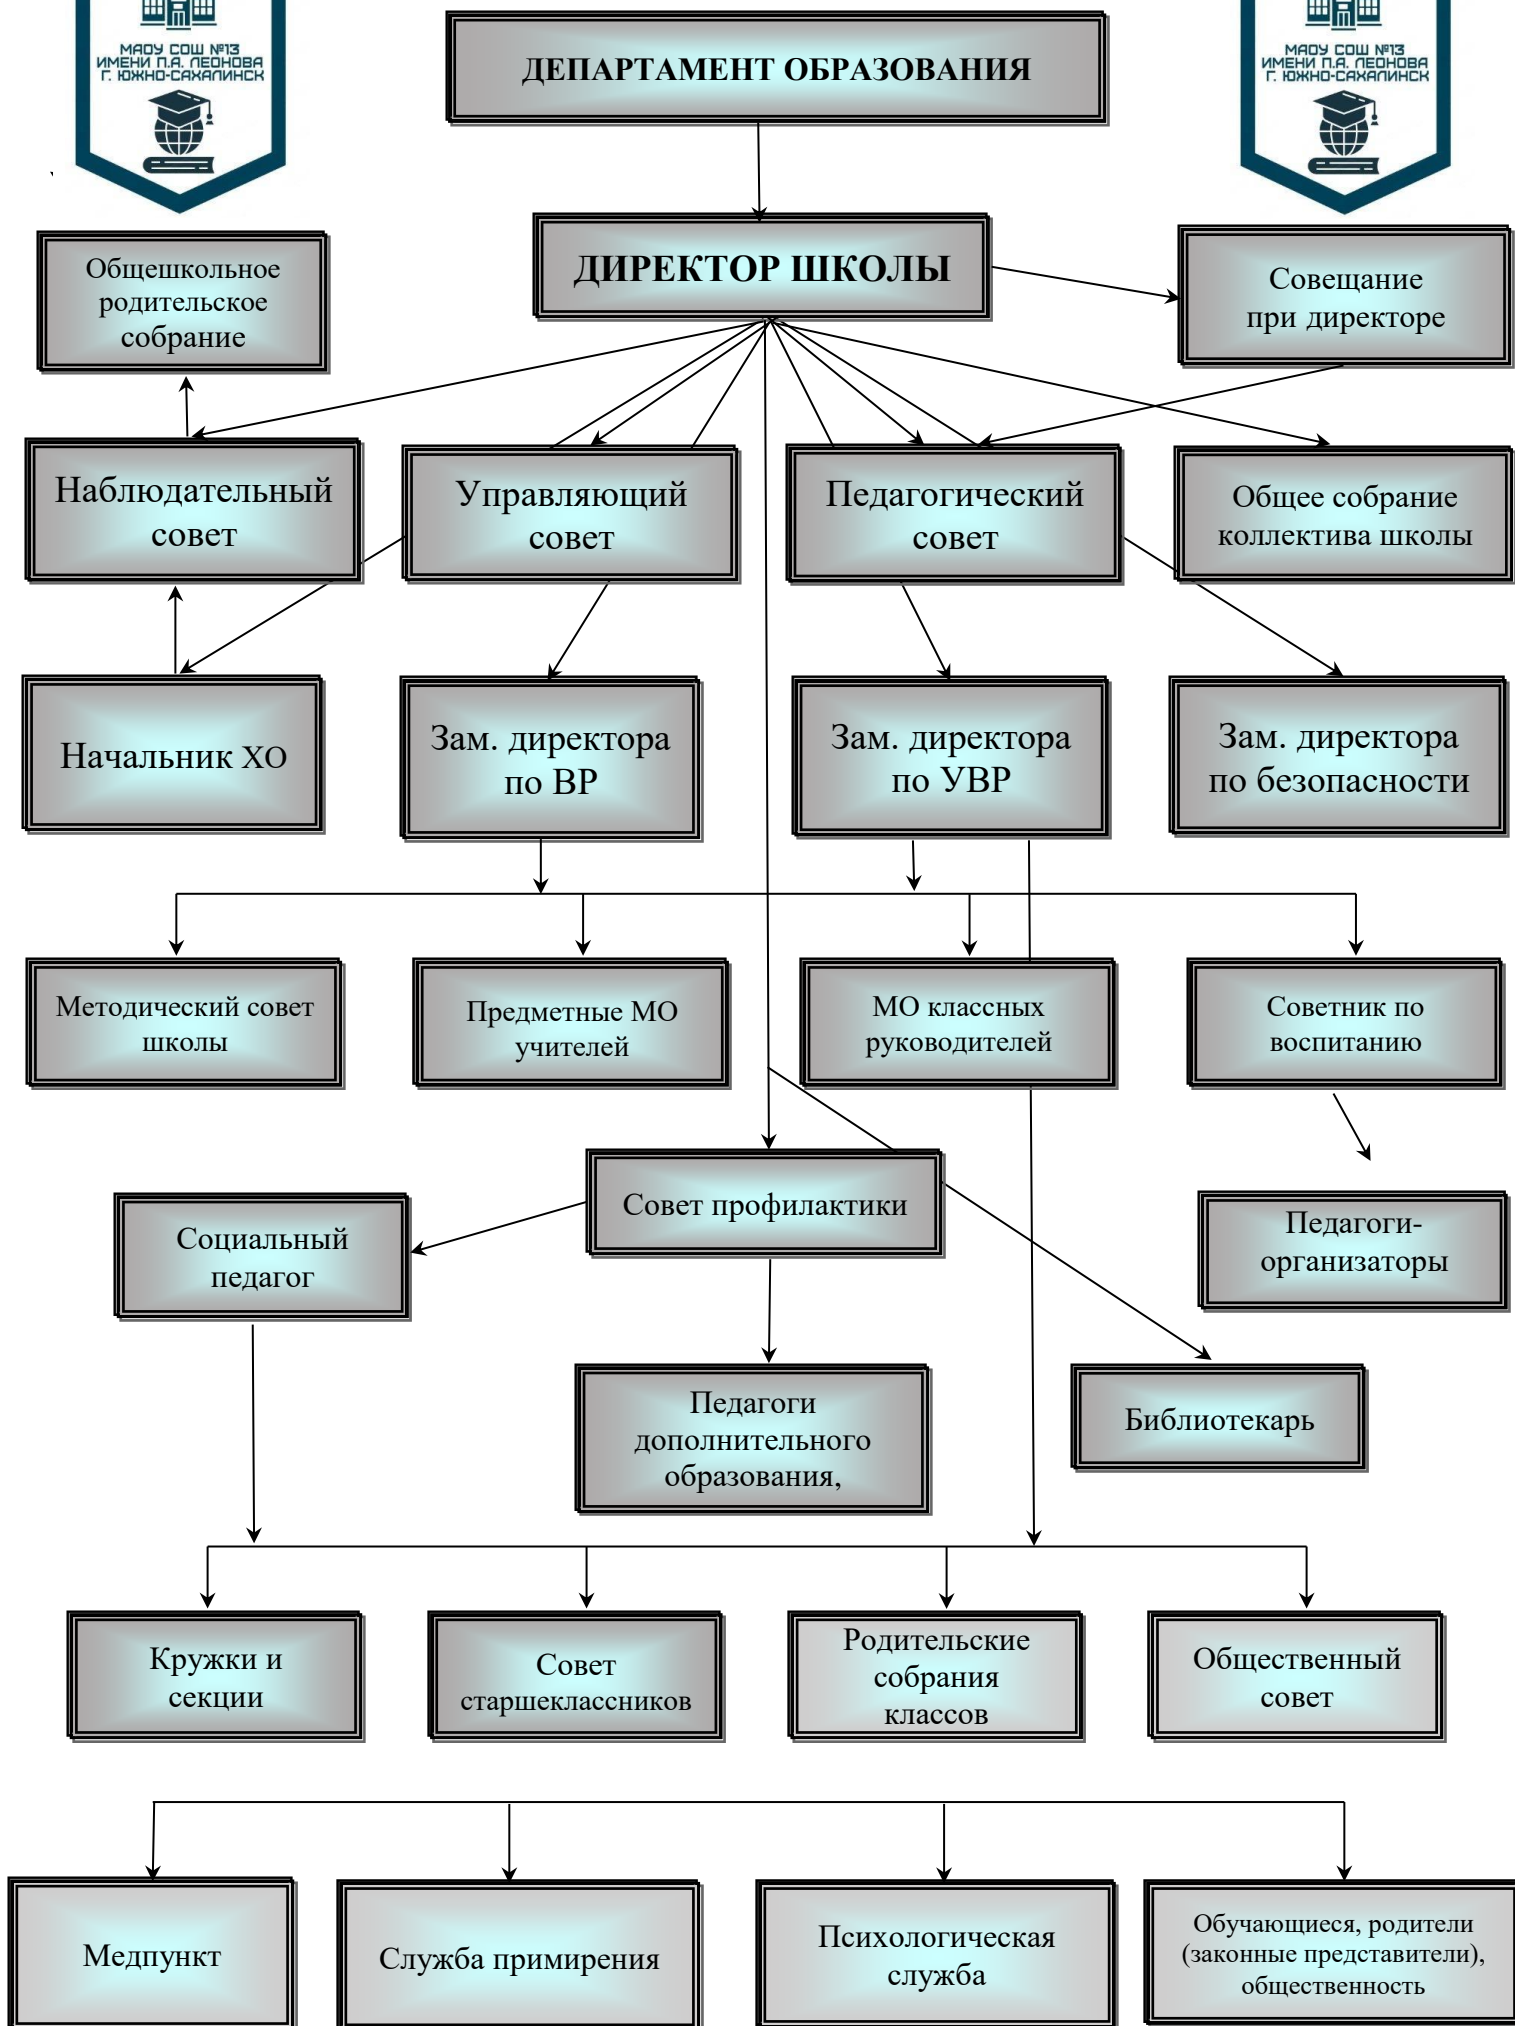 МАОУ СОШ №13
ИМЕНИ П.А. ЛЕОНОВА
Г. ЮЖНО-САХАЛИНСК
ДЕПАРТАМЕНТ ОБРАЗОВАНИЯ
МАОУ СОШ №13
ИМЕНИ П.А. ЛЕОНОВА
Г. ЮЖНО-САХАЛИНСК
Общешкольное
родительское
собрание
ДИРЕКТОР ШКОЛЫ
Совещание
при директоре
Наблюдательный
совет
Управляющий
совет
Педагогический
совет
Общее собрание
коллектива школы
Начальник ХО
Зам. директора
по ВР
Зам. директора
по УВР
Зам. директора
по безопасности
Методический совет
школы
Предметные МО
учителей
МО классных
руководителей
Советник по
воспитанию
Социальный
педагог
Совет профилактики
Педагоги-
организаторы
Педагоги
дополнительного
образования,
Библиотекарь
Кружки и
секции
Совет
старшеклассников
Родительские
собрания
классов
Общественный
совет
Медпункт
Служба примирения
Психологическая
служба
Обучающиеся, родители
(законные представители),
общественность